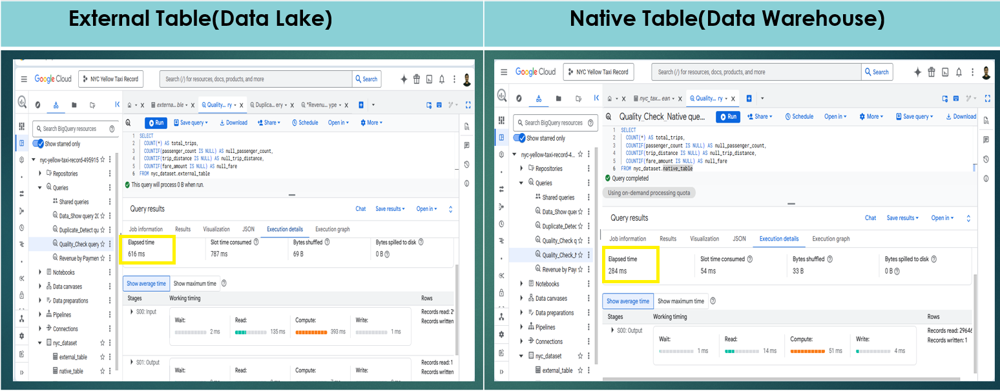 External Table(Data Lake)
Google Cloud
NYC Yellow Taxi Record
Search (/) for resources, docs, products, and more
Search
externa... ble
Quality... ry
Duplica... ery
*Revenu... ype
Search BigQuery resources
Run
Save query
Download
Share
Schedule
Open in
More
Show starred only
nyc-yellow-taxi-record-495915
Repositories
Queries
Shared queries
Data_Show query 20
Duplicate_Detect qu
Quality_Check query
Revenue by Paymen
Notebooks
Data canvases
Data preparations
Pipelines
Connections
nyc_dataset
external_table
native_table
1 SELECT
2 COUNT(*) AS total_trips,
3 COUNTIF(passenger_count IS NULL) AS null_passenger_count,
4 COUNTIF(trip_distance IS NULL) AS null_trip_distance,
5 COUNTIF(fare_amount IS NULL) AS null_fare
6 FROM nyc_dataset.external_table
This query will process 0 B when run.
Query results
Chat
Save results
Open in
Job information
Results
Visualization
JSON
Execution details
Execution graph
Elapsed time
616 ms
Slot time consumed
787 ms
Bytes shuffled
69 B
Bytes spilled to disk
0 B
Show average time
Show maximum time
Stages
Working timing
Rows
S00: Input
Wait:
2 ms
Read:
135 ms
Compute:
393 ms
Write:
1 ms
Records read: 2
Records written
S01: Output
Wait:
Read:
Compute:
Write:
Records read: 1
Records written
Native Table(Data Warehouse)
Google Cloud
NYC Yellow Taxi Record
Search (/) for resources, docs, products, and more
Search
nyc_tax... ean
Quality... ry
Search BigQuery resources
Quality_Check_Native que...
Run
Share
Schedule
Open in
More
Save query
Download
Show starred only
nyc-yellow-taxi-record-4...
Repositories
Queries
Shared queries
Data_Show quer
Duplicate_Detec
Quality_Check q
Quality_Check_N
Revenue by Payı
Notebooks
Data canvases
Data preparations
Pipelines
Connections
nyc_dataset
external_table
1 SELECT
2 COUNT(*) AS total_trips,
3 COUNTIF(passenger_count IS NULL) AS null_passenger_count,
4 COUNTIF(trip_distance IS NULL) AS null_trip_distance,
5 COUNTIF(fare_amount IS NULL) AS null_fare
6 FROM nyc_dataset.native_table
Query completed
Using on-demand processing quota
Query results
Chat
Save results
Open in
Job information
Results
Visualization
JSON
Execution details
Execution graph
Elapsed time
284 ms
Slot time consumed
54 ms
Bytes shuffled
33 B
Bytes spilled to disk
0 B
Show average time
Show maximum time
Stages
Working timing
Rows
S00: Output
Wait:
1 ms
Read:
14 ms
Compute:
51 ms
Write:
4 ms
Records read: 29646
Records written: 1